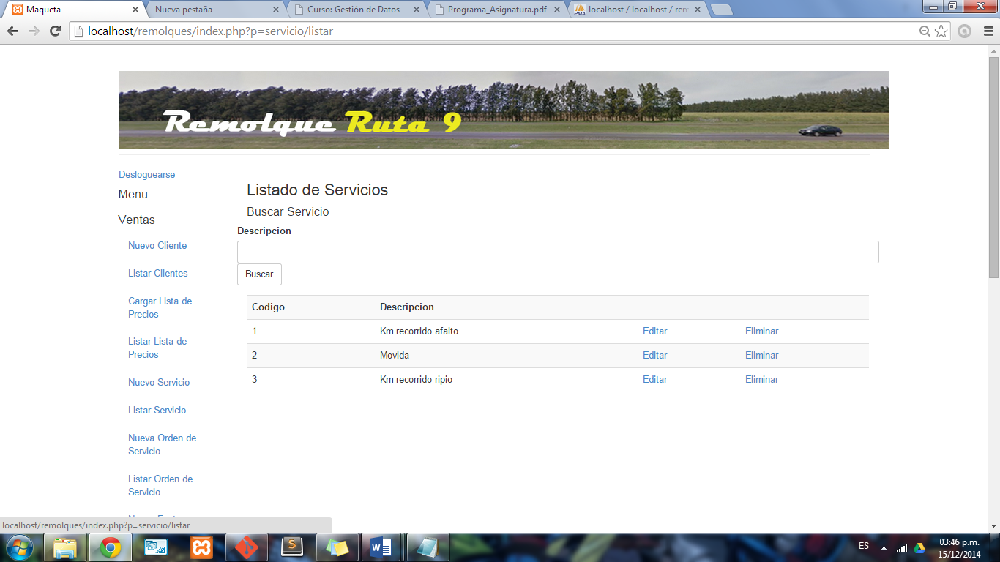 Maqueta
Nueva pestaña
Curso: Gestión de Datos
Programa_Asignatura.pdf
localhost / localhost / rem
localhost/remolques/index.php?p=servicio/listar
Remolque Ruta 9
Desloguearse
Menu
Ventas
Nuevo Cliente
Listar Clientes
Cargar Lista de
Precios
Listar Lista de
Precios
Nuevo Servicio
Listar Servicio
Nueva Orden de
Servicio
Listar Orden de
Servicio
Listado de Servicios
Buscar Servicio
Descripcion
Buscar
Codigo Descripcion
1 Km recorrido afalto Editar Eliminar
2 Movida Editar Eliminar
3 Km recorrido ripio Editar Eliminar
localhost/remolques/index.php?p=servicio/listar
ES
03:46 p.m.
15/12/2014